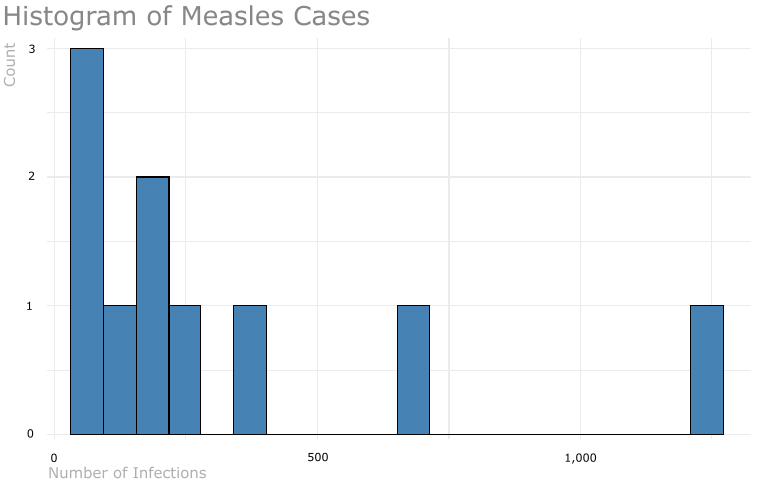 Histogram of Measles Cases
Count
3
2
1
0
0 500 1,000
Number of Infections